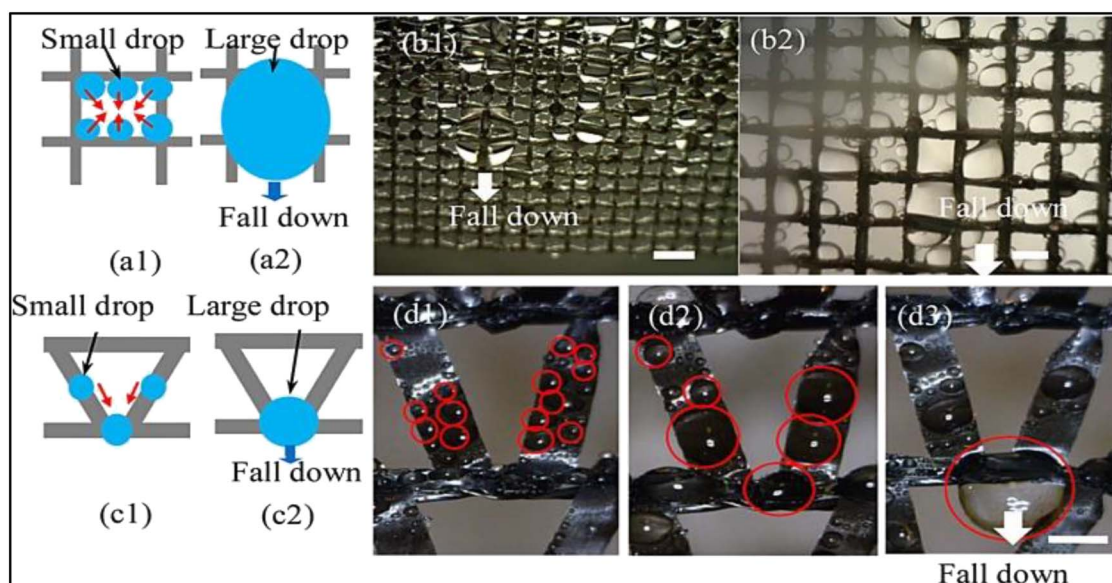 Small drop
Large drop
Fall down
(a1)
(a2)
(b1)
Fall down
(b2)
Fall down
Small drop
Large drop
Fall down
(c1)
(c2)
(d1)
(d2)
(d3)
Fall down